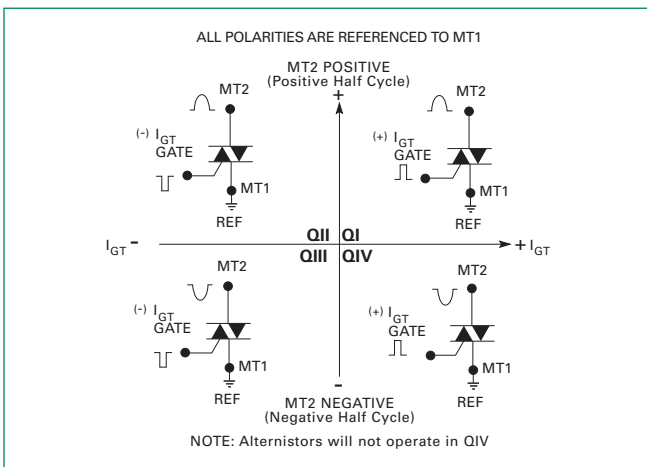 ALL POLARITIES ARE REFERENCED TO MT1
MT2 POSITIVE
(Positive Half Cycle)
+
MT2
(-) IGT
GATE
MT1
REF
MT2
(+) IGT
GATE
MT1
REF
QII QI
IGT - + IGT
QIII QIV
MT2
(-) IGT
GATE
MT1
REF
MT2
(+) IGT
GATE
MT1
REF
-
MT2 NEGATIVE
(Negative Half Cycle)
NOTE: Alternistors will not operate in QIV